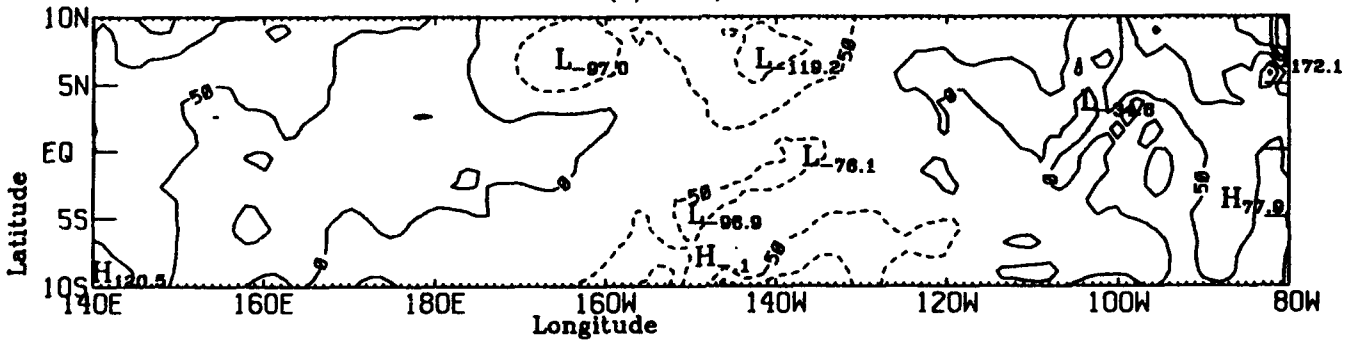 10N
L-97.0
L-119.2
50
172.1
5N
50
0
L-
EQ
L-76.1
0
50
50
H77.9
5S
L-96.9
H
50
0
H120.5
10S
140E 160E 180E 160W 140W 120W 100W 80W
Latitude
Longitude